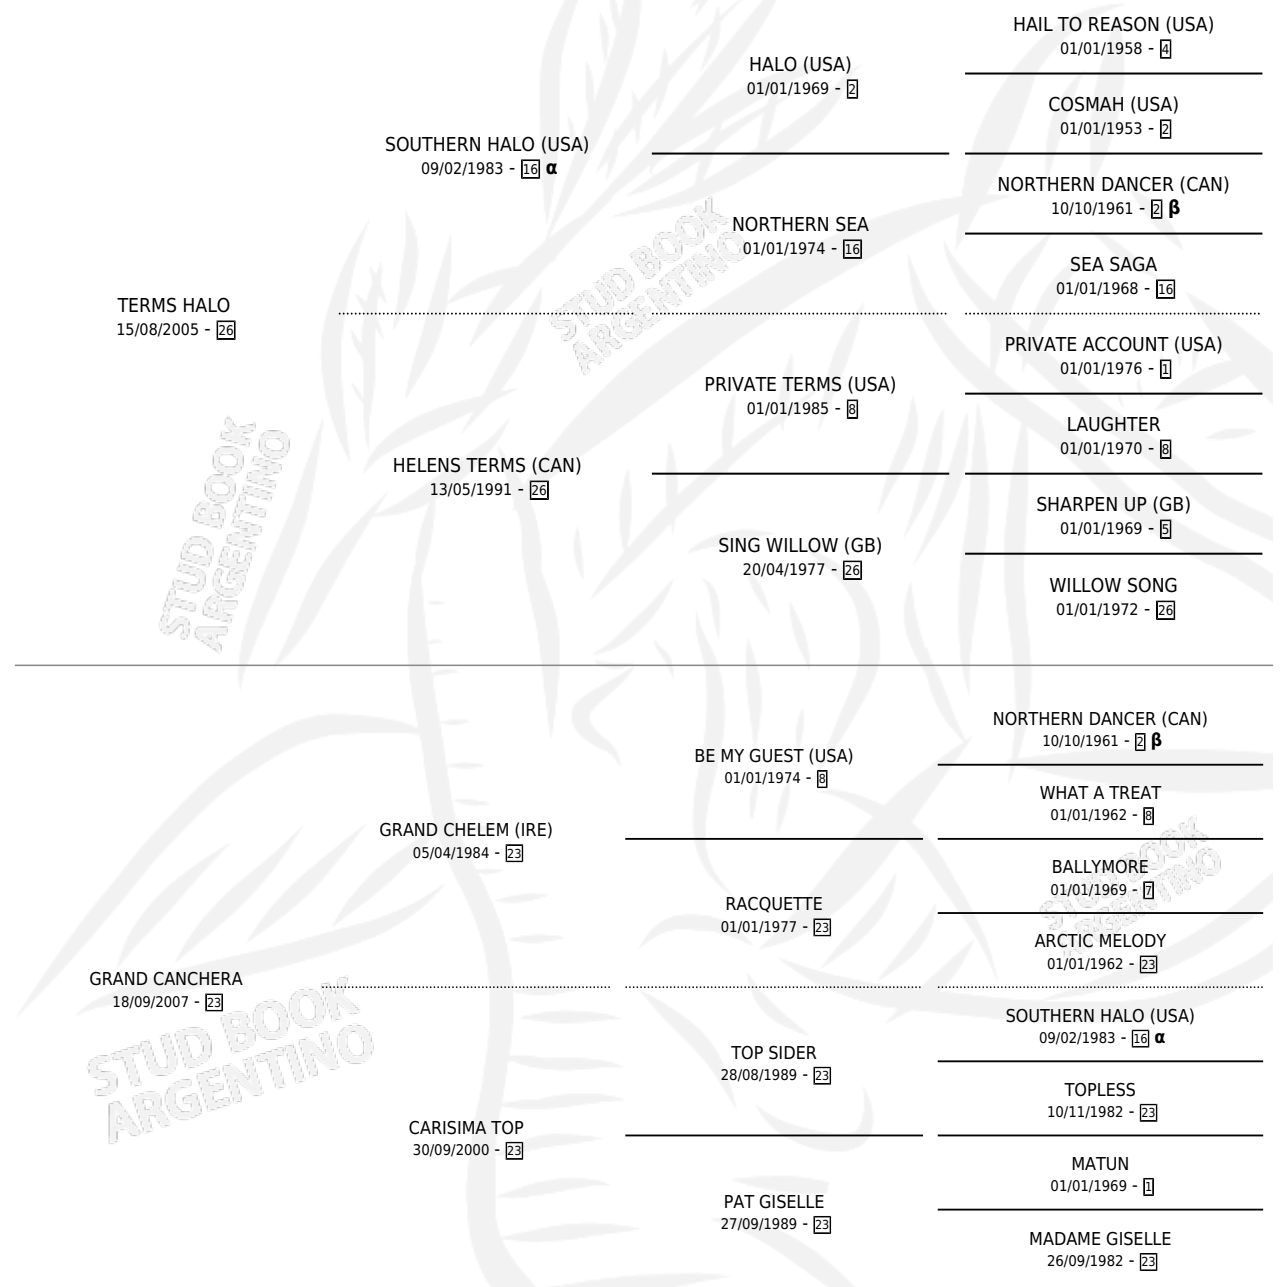 HAIL TO REASON (USA)
01/01/1958 - 4
HALO (USA)
01/01/1969 - 2
COSMAH (USA)
01/01/1953 - 2
SOUTHERN HALO (USA)
09/02/1983 - 16 α
NORTHERN DANCER (CAN)
10/10/1961 - 2 β
NORTHERN SEA
01/01/1974 - 16
SEA SAGA
01/01/1968 - 16
STUD BOOK
ARGENTINO
TERMS HALO
15/08/2005 - 26
PRIVATE ACCOUNT (USA)
01/01/1976 - 1
PRIVATE TERMS (USA)
01/01/1985 - 8
LAUGHTER
01/01/1970 - 8
HELENS TERMS (CAN)
13/05/1991 - 26
SHARPEN UP (GB)
01/01/1969 - 5
SING WILLOW (GB)
20/04/1977 - 26
WILLOW SONG
01/01/1972 - 26
STUD BOOK
ARGENTINO
NORTHERN DANCER (CAN)
10/10/1961 - 2 β
BE MY GUEST (USA)
01/01/1974 - 8
WHAT A TREAT
01/01/1962 - 8
GRAND CHELEM (IRE)
05/04/1984 - 23
BALLYMORE
01/01/1969 - 7
RACQUETTE
01/01/1977 - 23
ARCTIC MELODY
01/01/1962 - 23
STUD BOOK
ARGENTINO
GRAND CANCHERA
18/09/2007 - 23
SOUTHERN HALO (USA)
09/02/1983 - 16 α
TOP SIDER
28/08/1989 - 23
TOPLESS
10/11/1982 - 23
CARISIMA TOP
30/09/2000 - 23
MATUN
01/01/1969 - 1
PAT GISELLE
27/09/1989 - 23
MADAME GISELLE
26/09/1982 - 23
STUD BOOK
ARGENTINO